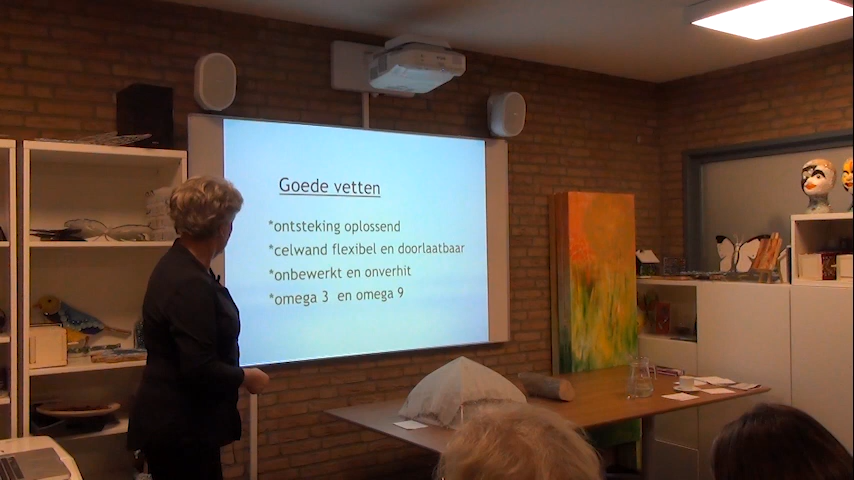 Goede vetten
*ontsteking oplossend
*celwand flexibel en doorlaatbaar
*onbewerkt en onverhit
*omega 3 en omega 9